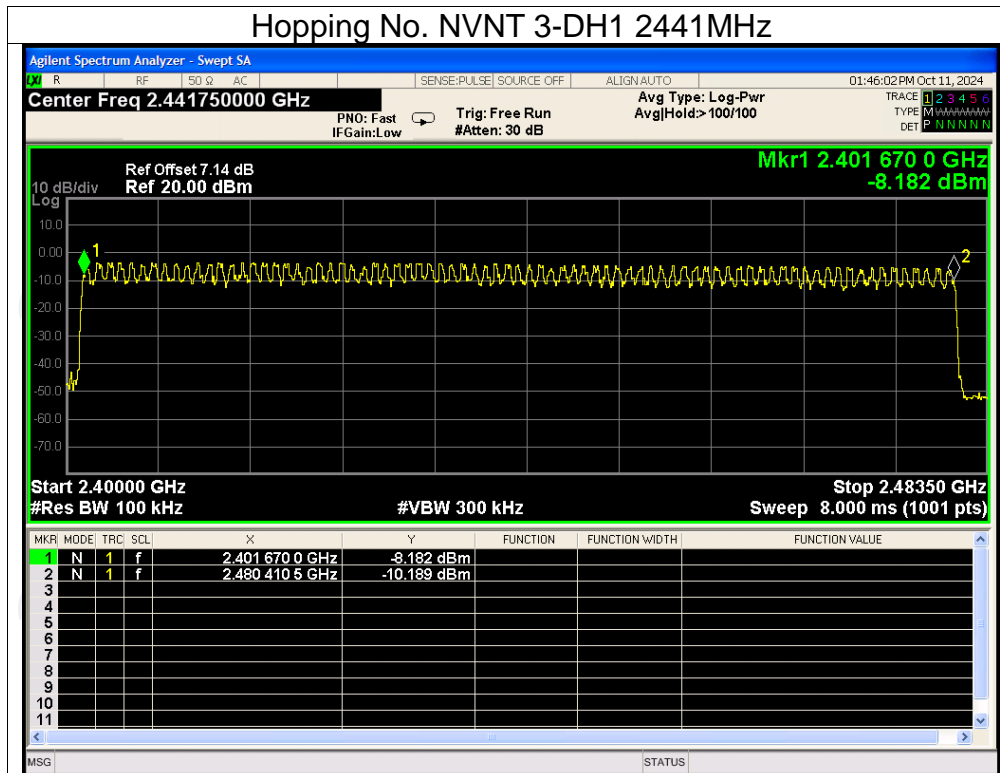 Hopping No. NVNT 3-DH1 2441MHz
Agilent Spectrum Analyzer - Swept SA
LXI R RF 50 Ω AC SENSE:PULSE SOURCE OFF ALIGN AUTO 01:46:02 PM Oct 11, 2024
Center Freq 2.441750000 GHz
PNO: Fast
IFGain:Low
Trig: Free Run
#Atten: 30 dB
Avg Type: Log-Pwr
Avg|Hold:>100/100
TRACE 1 2 3 4 5 6
TYPE M
DET P N N N N N
Ref Offset 7.14 dB
10 dB/div Ref 20.00 dBm
Log
Mkr1 2.401 670 0 GHz
-8.182 dBm
10.0
0.00
-10.0
-20.0
-30.0
-40.0
-50.0
-60.0
-70.0
1
2
Start 2.40000 GHz Stop 2.48350 GHz
#Res BW 100 kHz #VBW 300 kHz Sweep 8.000 ms (1001 pts)
MKR MODE TRC SCL X Y FUNCTION FUNCTION WIDTH FUNCTION VALUE
1 N 1 f 2.401 670 0 GHz -8.182 dBm
2 N 1 f 2.480 410 5 GHz -10.189 dBm
3
4
5
6
7
8
9
10
11
MSG STATUS